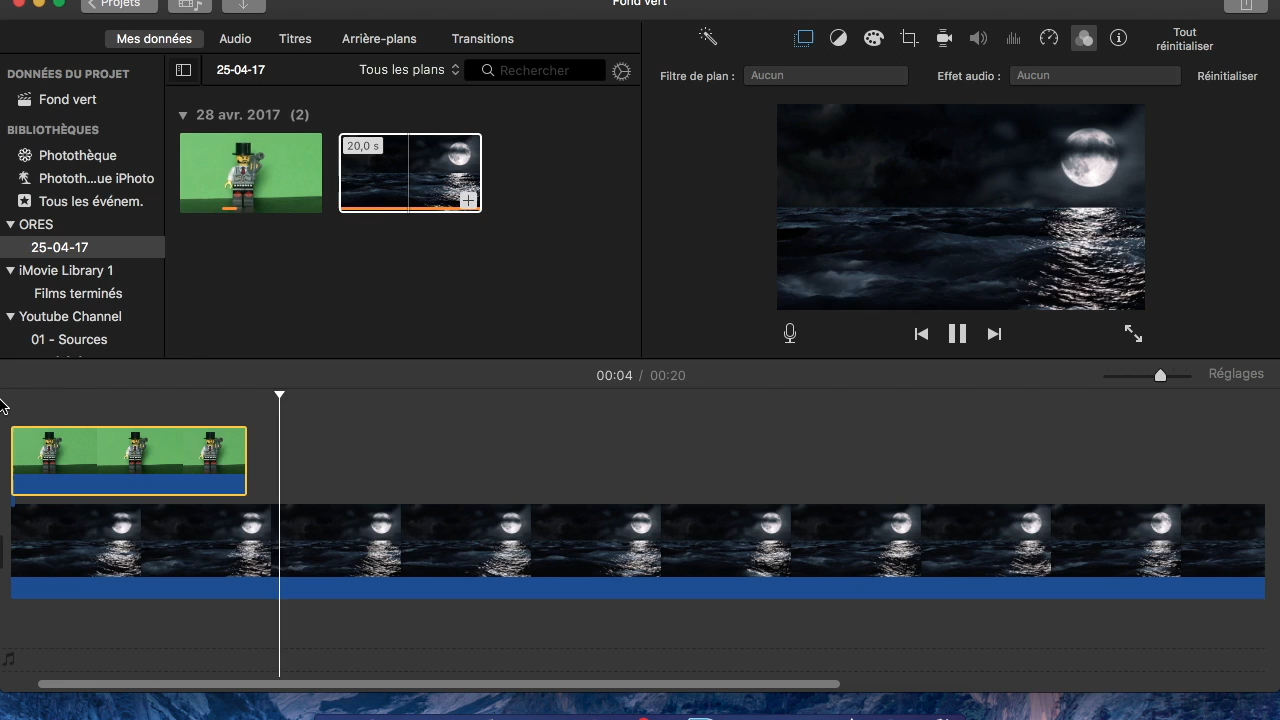 Projets
Fond vert
Mes données Audio Titres Arrière-plans Transitions
Tout
réinitialiser
DONNÉES DU PROJET
Fond vert
25-04-17 Tous les plans Rechercher
Filtre de plan : Aucun Effet audio : Aucun Réinitialiser
28 avr. 2017 (2)
20,0 s
BIBLIOTHÈQUES
Photothèque
Phototh...ue iPhoto
Tous les événem.
ORES
25-04-17
iMovie Library 1
Films terminés
Youtube Channel
01 - Sources
00:04 / 00:20
Réglages